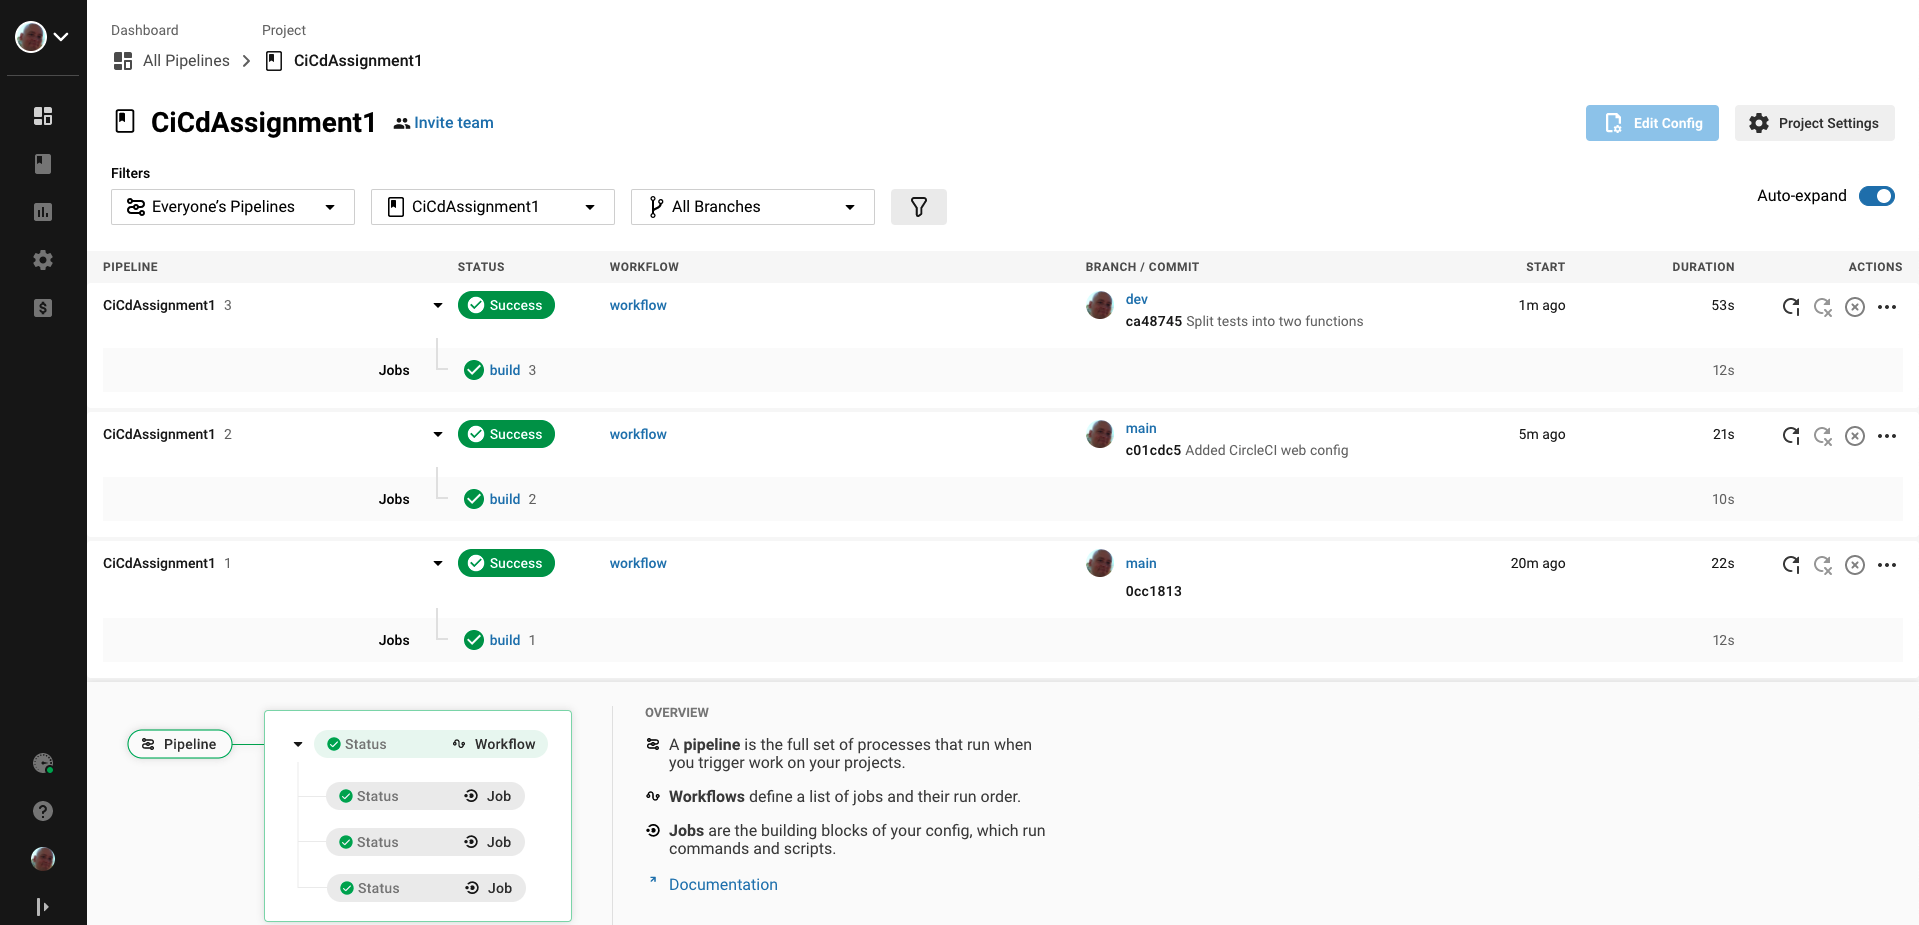 Dashboard Project
All Pipelines CiCdAssignment1
CiCdAssignment1 Invite team
Edit Config Project Settings
Filters
Everyone’s Pipelines CiCdAssignment1 All Branches
Auto-expand
PIPELINE STATUS WORKFLOW BRANCH / COMMIT START DURATION ACTIONS
CiCdAssignment1 3 Success workflow dev 1m ago 53s
ca48745 Split tests into two functions
Jobs build 3 12s
CiCdAssignment1 2 Success workflow main 5m ago 21s
c01cdc5 Added CircleCI web config
Jobs build 2 10s
CiCdAssignment1 1 Success workflow main 20m ago 22s
0cc1813
Jobs build 1 12s
Pipeline
Status Workflow
Status Job
Status Job
Status Job
OVERVIEW
A pipeline is the full set of processes that run when
you trigger work on your projects.
Workflows define a list of jobs and their run order.
Jobs are the building blocks of your config, which run
commands and scripts.
Documentation